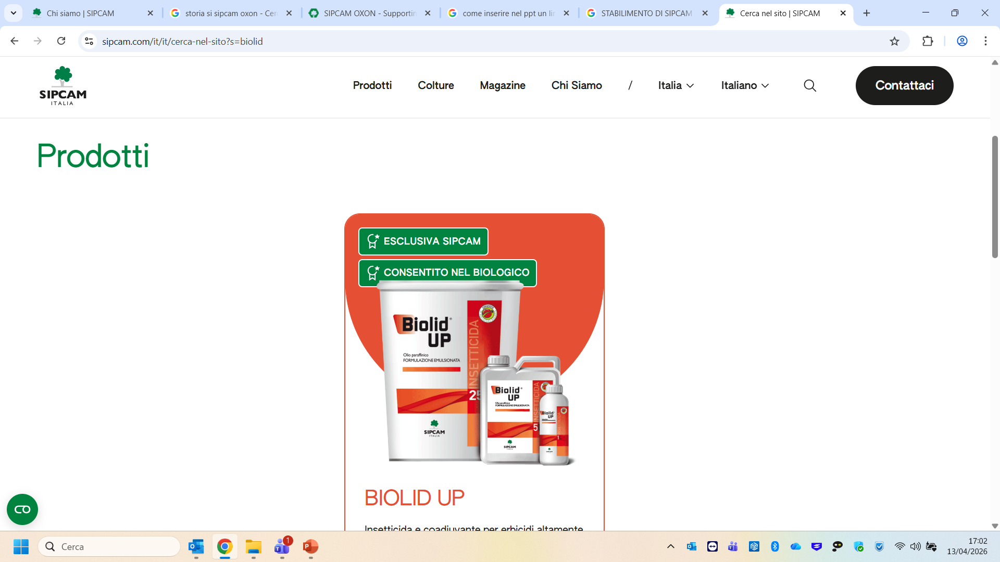 Chi siamo | SIPCAM
storia si sipcam oxon - Cer
SIPCAM OXON - Supportin
come inserire nel ppt un lin
STABILIMENTO DI SIPCAM
Cerca nel sito | SIPCAM
sipcam.com/it/it/cerca-nel-sito?s=biolid
SIPCAM
ITALIA
Prodotti
Colture
Magazine
Chi Siamo
/
Italia
Italiano
Contattaci
Prodotti
ESCLUSIVA SIPCAM
CONSENTITO NEL BIOLOGICO
Biolid®
UP
Olio paraffinico
FORMULAZIONE EMULSIONATA
INSETTICIDA
25
SIPCAM
ITALIA
Biolid®
UP
Olio paraffinico
FORMULAZIONE EMULSIONATA
INSETTICIDA
5
SIPCAM
ITALIA
Biolid®
UP
INSETTICIDA
1
BIOLID UP
Insetticida e coadiuvante per erbicidi altamente
Cerca
1
17:02
13/04/2026